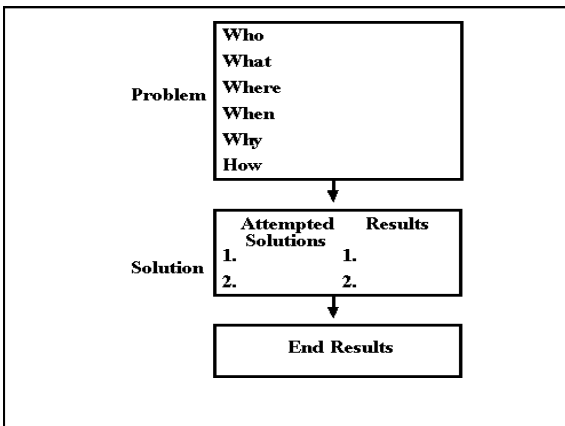 Who
What
Problem
Where
When
Why
How
Attempted Solutions
Results
Solution
1.
1.
2.
2.
End Results